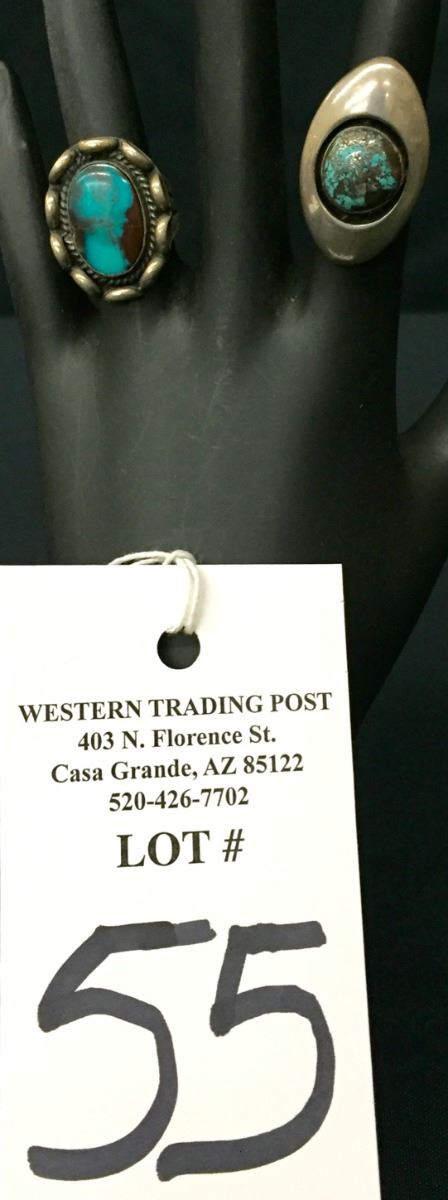 WESTERN TRADING POST
403 N. Florence St.
Casa Grande, AZ 85122
520-426-7702
LOT #
55